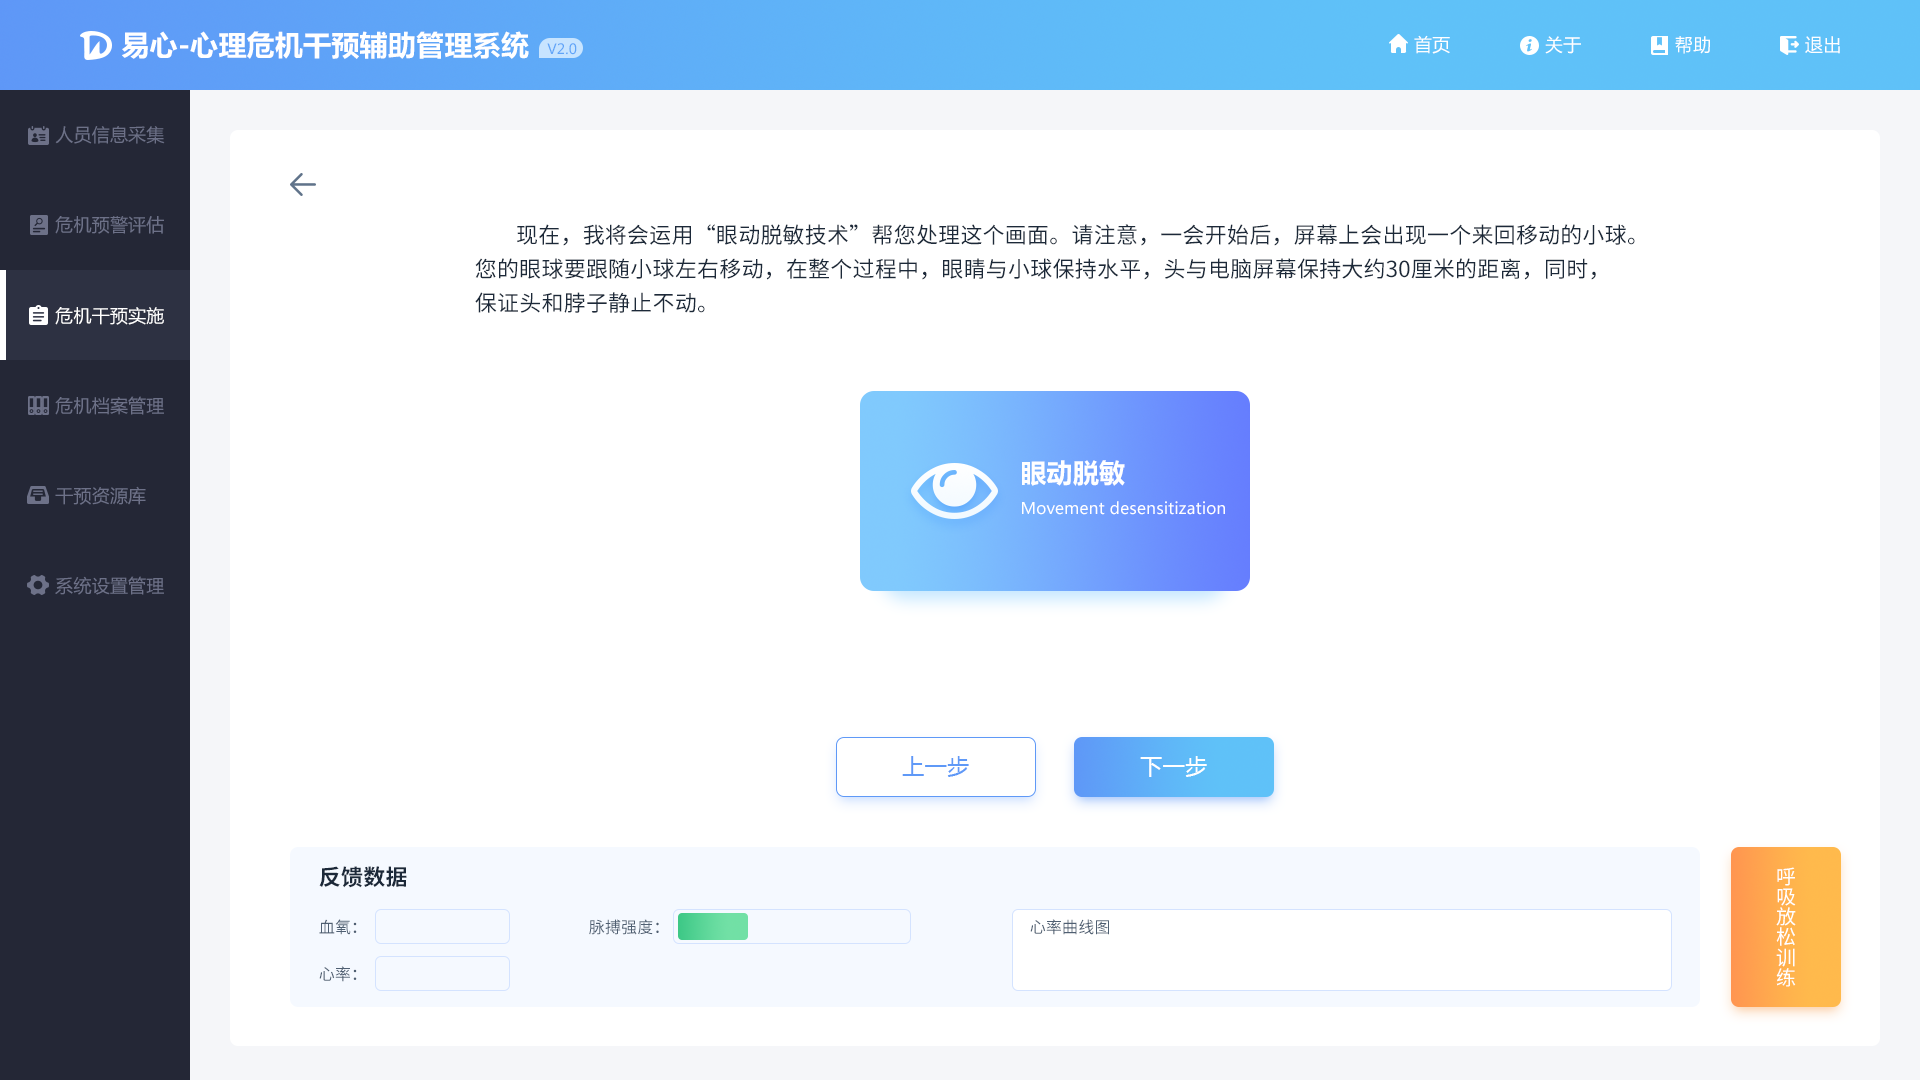 易心-心理危机干预辅助管理系统 V2.0
首页
关于
帮助
退出
人员信息采集
危机预警评估
危机干预实施
危机档案管理
干预资源库
系统设置管理
现在，我将会运用“眼动脱敏技术”帮您处理这个画面。请注意，一会开始后，屏幕上会出现一个来回移动的小球。
您的眼球要跟随小球左右移动，在整个过程中，眼睛与小球保持水平，头与电脑屏幕保持大约30厘米的距离，同时，
保证头和脖子静止不动。
眼动脱敏
Movement desensitization
上一步
下一步
反馈数据
血氧：
脉搏强度：
心率曲线图
心率：
呼吸放松训练